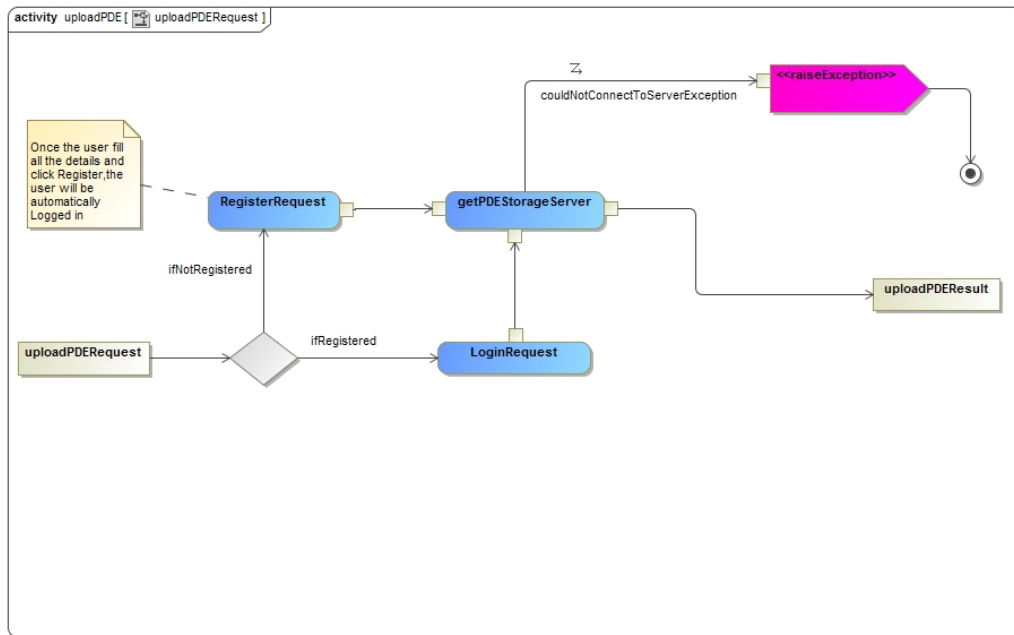 activity uploadPDE [ uploadPDERequest ]
<<raiseException>>
couldNotConnectToServerException
Once the user fill
all the details and
click Register,the
user will be
automatically
Logged in
RegisterRequest
getPDEStorageServer
ifNotRegistered
uploadPDEResult
ifRegistered
uploadPDERequest
LoginRequest